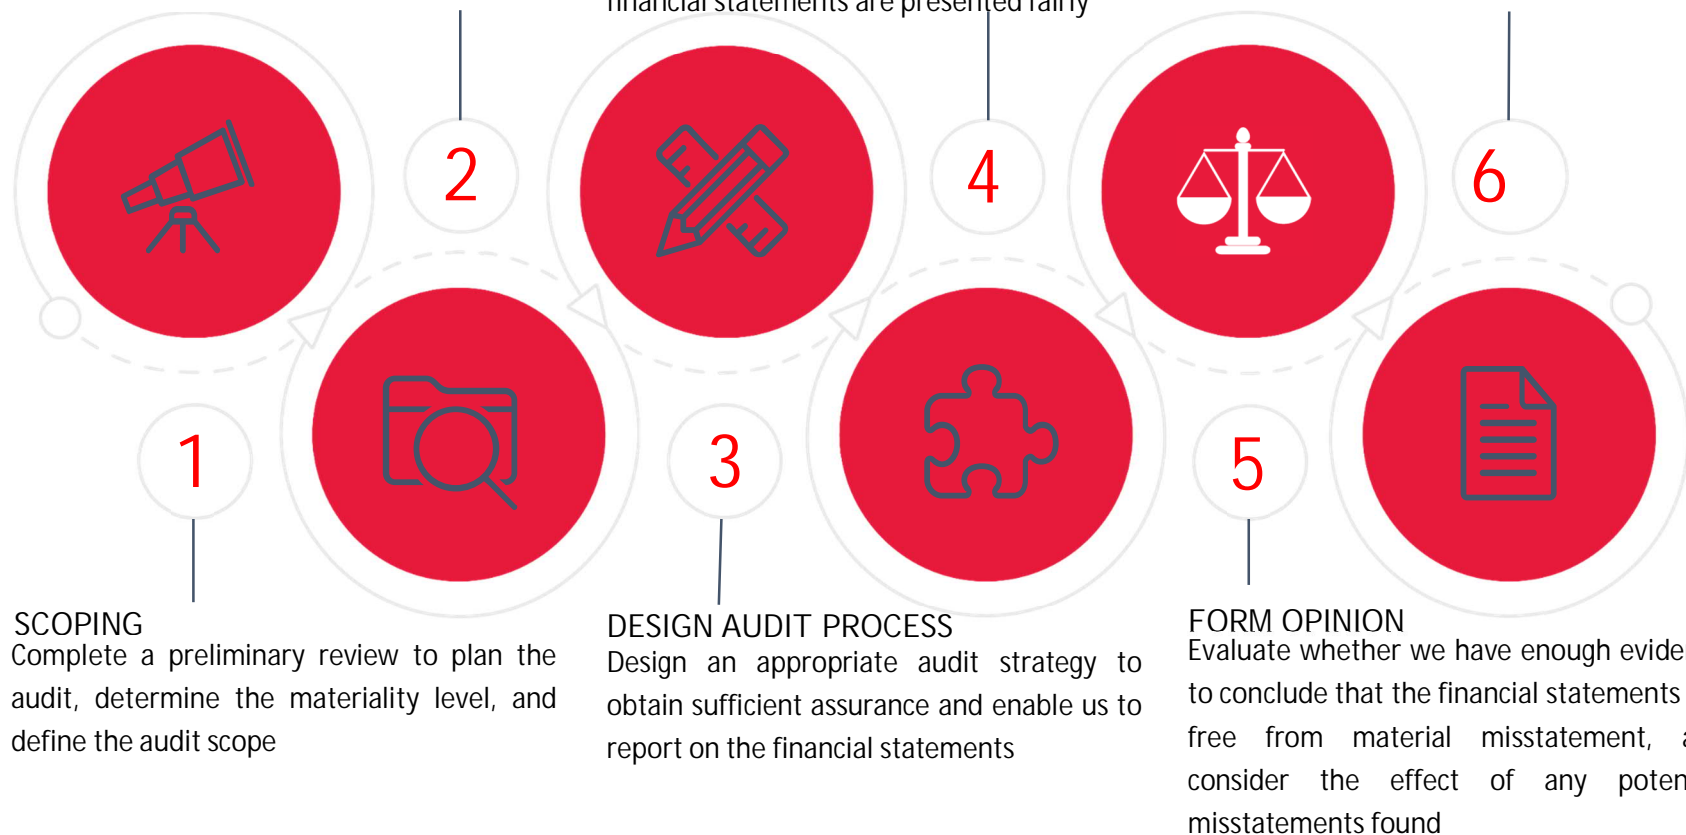 financial statements are presented fairly
2
4
6
1
3
5
SCOPING
Complete a preliminary review to plan the
audit, determine the materiality level, and
define the audit scope
DESIGN AUDIT PROCESS
Design an appropriate audit strategy to
obtain sufficient assurance and enable us to
report on the financial statements
FORM OPINION
Evaluate whether we have enough
to conclude that the financial statements
free from material misstatement,
consider the effect of any
misstatements found